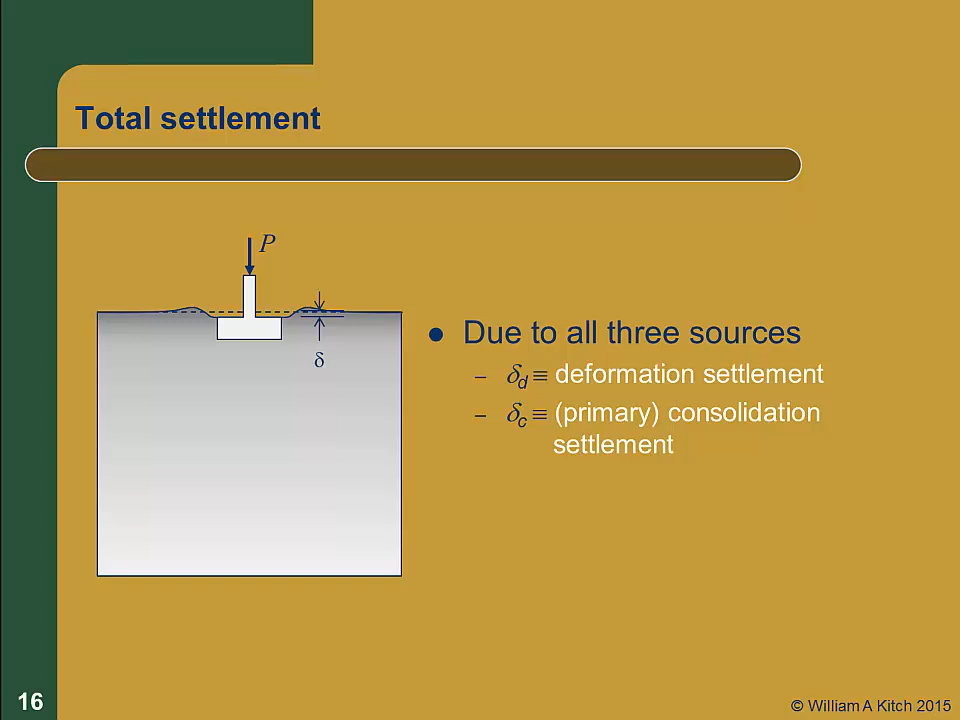 Total settlement
P
δ
● Due to all three sources
– δd ≡ deformation settlement
– δc ≡ (primary) consolidation
settlement
16
© William A Kitch 2015